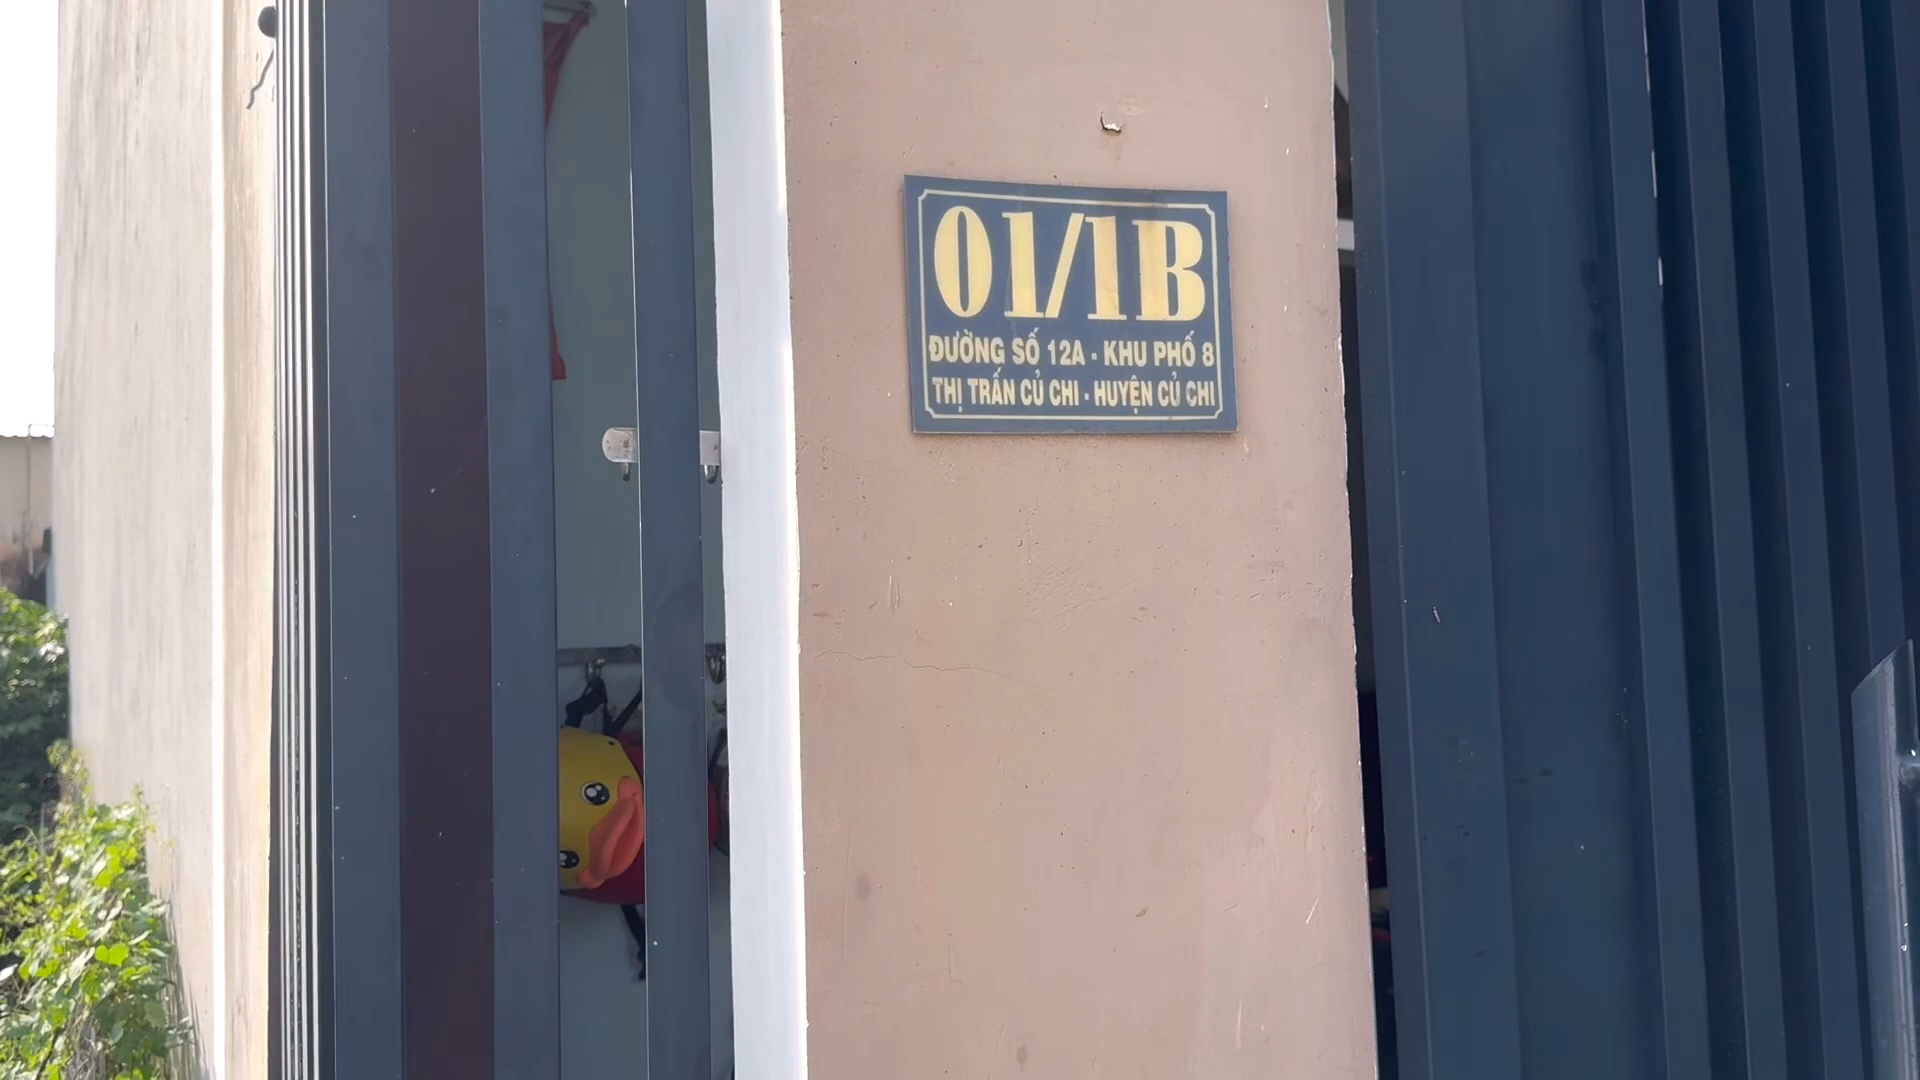 01/1B
ĐƯỜNG SỐ 12A - KHU PHỐ 8
THỊ TRẤN CỦ CHI - HUYỆN CỦ CHI